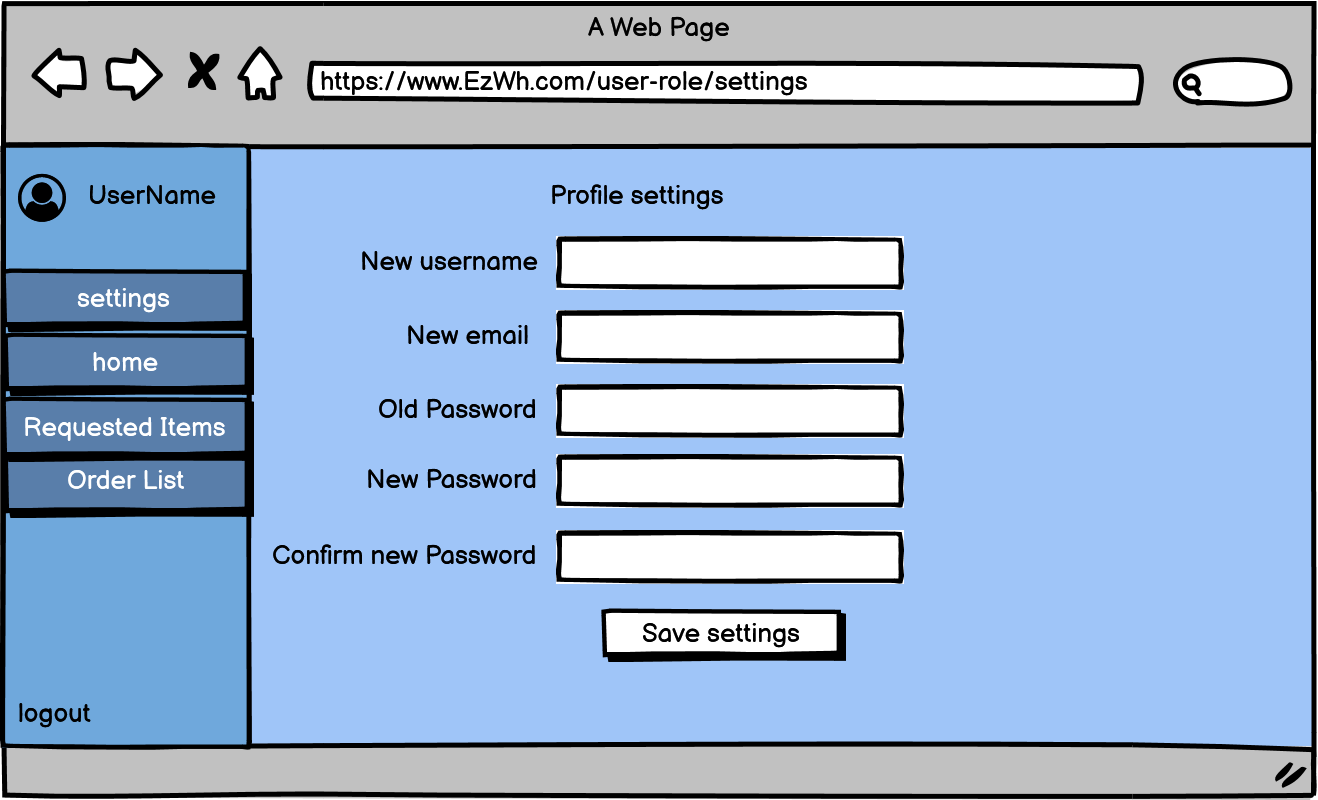 A Web Page
https://www.EzWh.com/user-role/settings
UserName
settings
home
Requested Items
Order List
logout
Profile settings
New username
New email
Old Password
New Password
Confirm new Password
Save settings